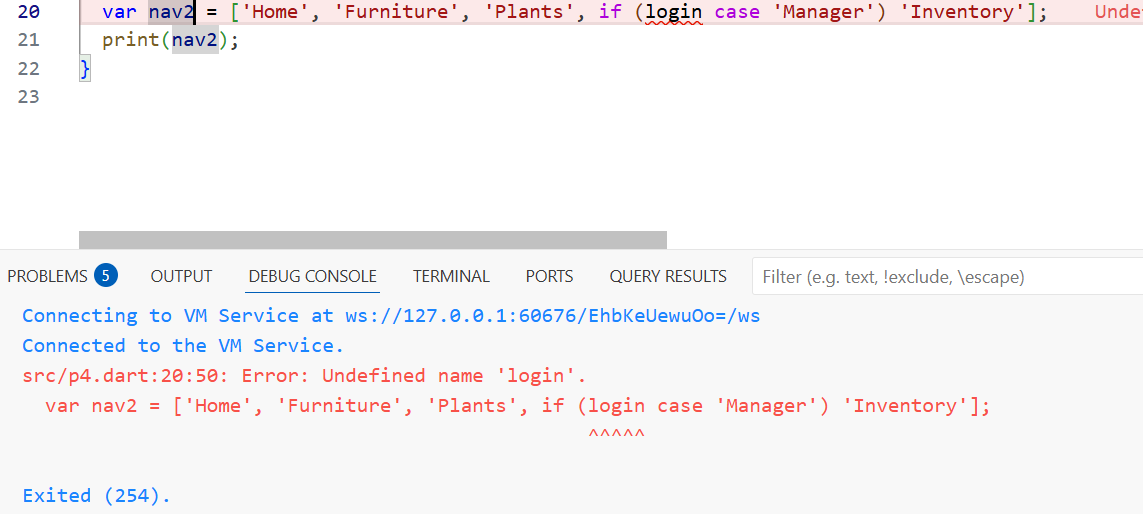 20 var nav2 = ['Home', 'Furniture', 'Plants', if (login case 'Manager') 'Inventory']; Unde
21 print(nav2);
22 }
23
PROBLEMS 5 OUTPUT DEBUG CONSOLE TERMINAL PORTS QUERY RESULTS Filter (e.g. text, !exclude, \escape)
Connecting to VM Service at ws://127.0.0.1:60676/EhbKeUewuOo=/ws
Connected to the VM Service.
src/p4.dart:20:50: Error: Undefined name 'login'.
var nav2 = ['Home', 'Furniture', 'Plants', if (login case 'Manager') 'Inventory'];
^^^^^
Exited (254).